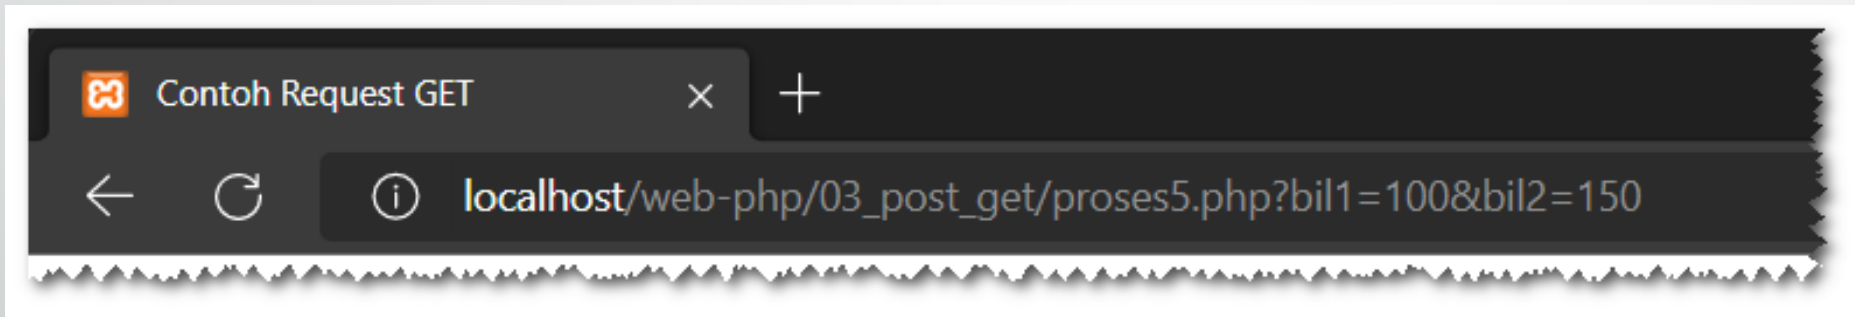 Contoh Request GET
localhost/web-php/03_post_get/proses5.php?bil1=100&bil2=150